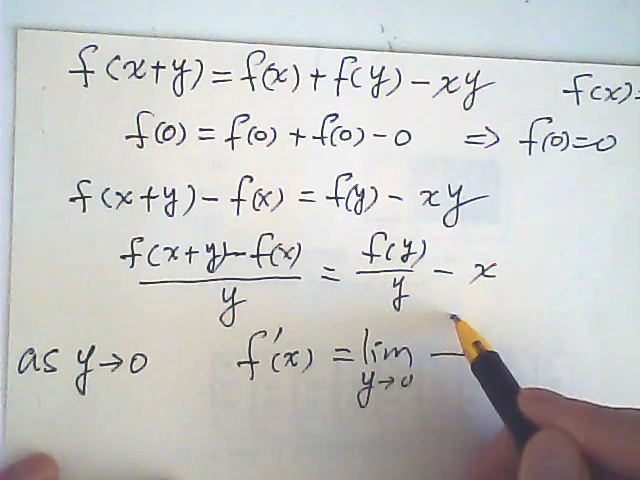 f(x+y)=f(x)+f(y)-xy f(x)=
f(0)=f(0)+f(0)-0 ⇒ f(0)=0
f(x+y)-f(x)=f(y)-xy
f(x+y)-f(x)/y = f(y)/y - x
as y→0 f'(x) = lim y→0 —